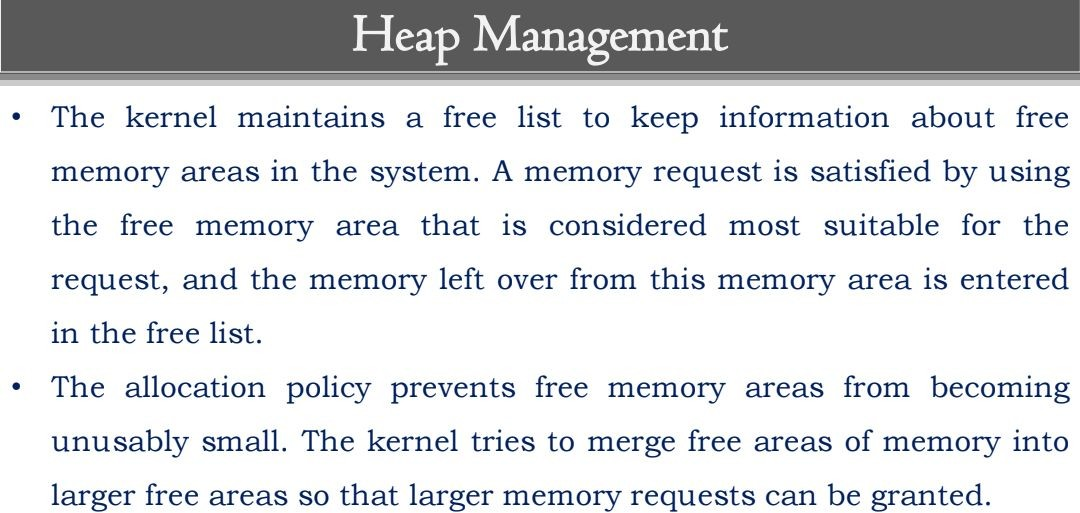 Heap Management
• The kernel maintains a free list to keep information about free
memory areas in the system. A memory request is satisfied by using
the free memory area that is considered most suitable for the
request, and the memory left over from this memory area is entered
in the free list.
• The allocation policy prevents free memory areas from becoming
unusably small. The kernel tries to merge free areas of memory into
larger free areas so that larger memory requests can be granted.